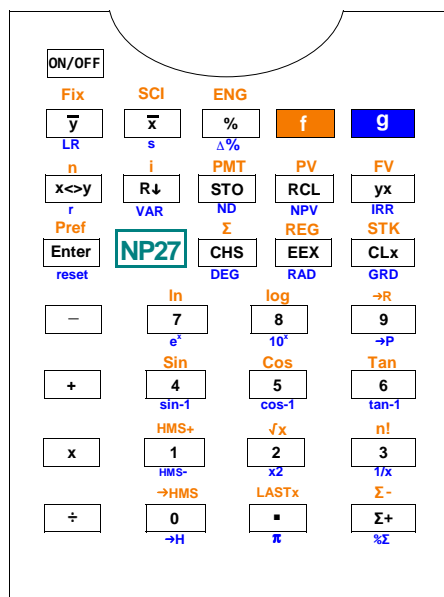 ON/OFF
Fix SCI ENG
y̅ x̅ % f g
LR s Δ%
n i PMT PV FV
x<>y R↓ STO RCL yx
r VAR ND NPV IRR
Pref Σ REG STK
Enter NP27 CHS EEX CLx
reset DEG RAD GRD
ln log →R
− 7 8 9
eˣ 10ˣ →P
Sin Cos Tan
+ 4 5 6
sin-1 cos-1 tan-1
HMS+ √x n!
x 1 2 3
HMS- x2 1/x
→HMS LASTx Σ-
÷ 0 . Σ+
→H π %Σ